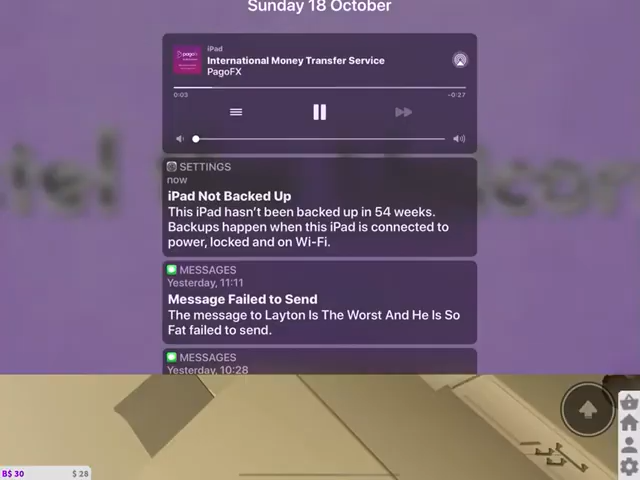 Sunday 18 October
iPad
International Money Transfer Service
PagoFX
0:03
-0:27
SETTINGS
now
iPad Not Backed Up
This iPad hasn't been backed up in 54 weeks.
Backups happen when this iPad is connected to
power, locked and on Wi-Fi.
MESSAGES
Yesterday, 11:11
Message Failed to Send
The message to Layton Is The Worst And He Is So
Fat failed to send.
MESSAGES
Yesterday, 10:28
B$ 30
$ 28